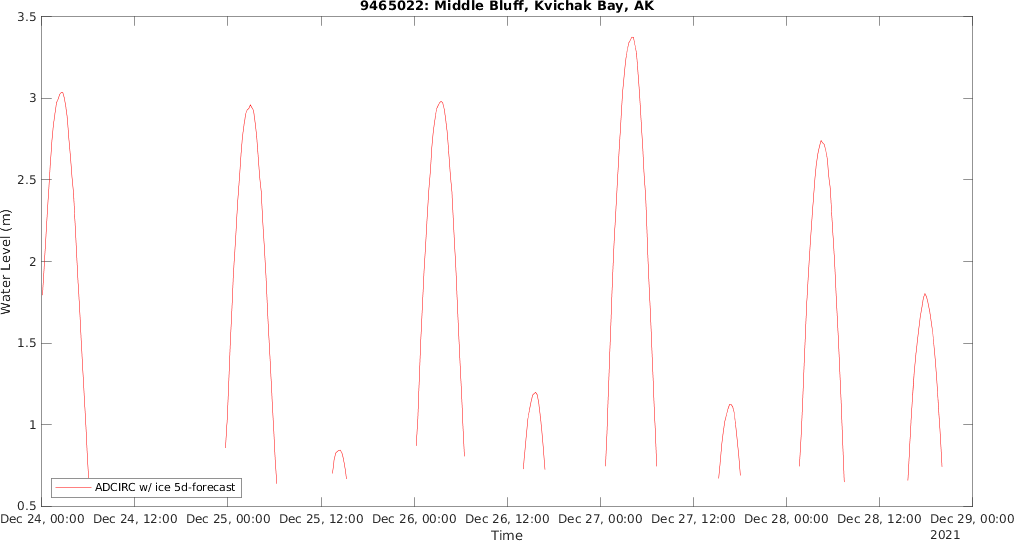 9465022: Middle Bluff, Kvichak Bay, AK
3.5
3
2.5
2
1.5
1
0.5
Water Level (m)
ADCIRC w/ ice 5d-forecast
Dec 24, 00:00 Dec 24, 12:00 Dec 25, 00:00 Dec 25, 12:00 Dec 26, 00:00 Dec 26, 12:00 Dec 27, 00:00 Dec 27, 12:00 Dec 28, 00:00 Dec 28, 12:00 Dec 29, 00:00
Time
2021